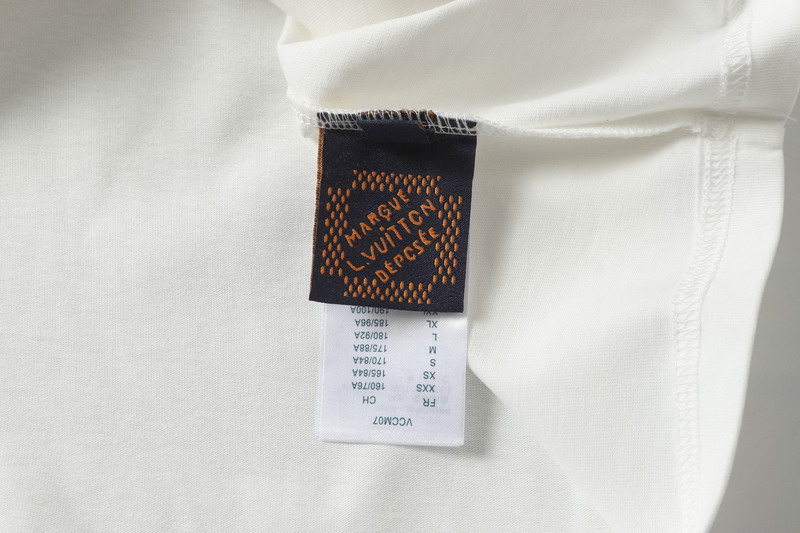 MARQUE
L.VUITTON
DÉPOSÉE
VCCM07
FR CH
XXS 160/76A
XS 165/84A
S 170/84A
M 175/88A
L 180/92A
XL 185/96A
XXL 190/100A